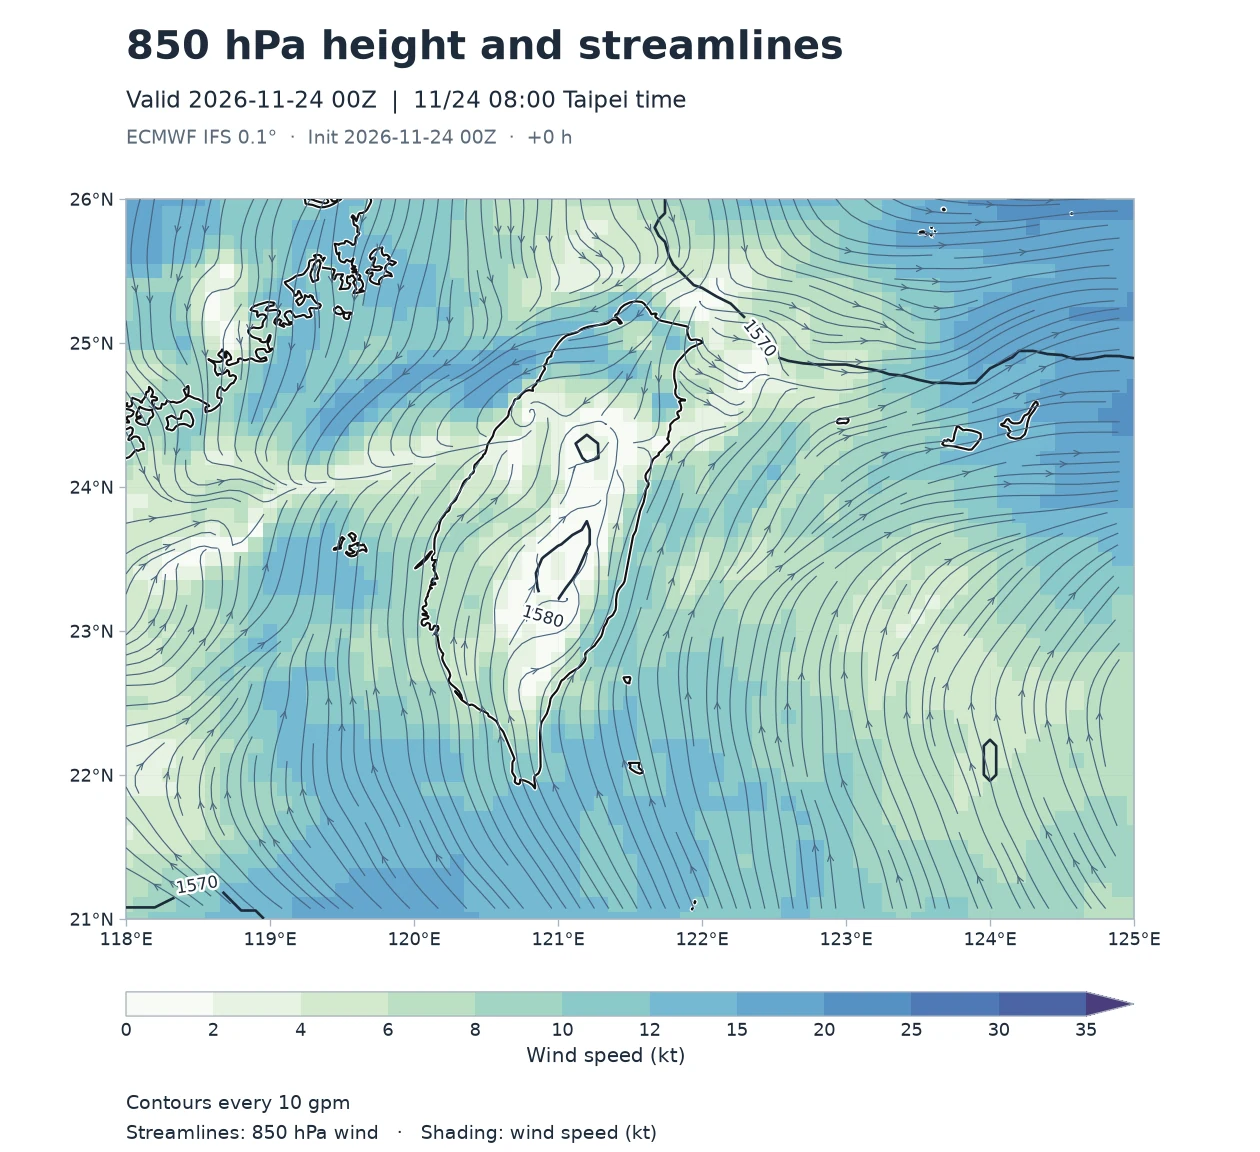 850 hPa height and streamlines
Valid 2026-11-24 00Z | 11/24 08:00 Taipei time
ECMWF IFS 0.1° · Init 2026-11-24 00Z · +0 h
26°N
25°N
24°N
23°N
22°N
21°N
1570
1580
1570
118°E 119°E 120°E 121°E 122°E 123°E 124°E 125°E
0 2 4 6 8 10 12 15 20 25 30 35
Wind speed (kt)
Contours every 10 gpm
Streamlines: 850 hPa wind · Shading: wind speed (kt)